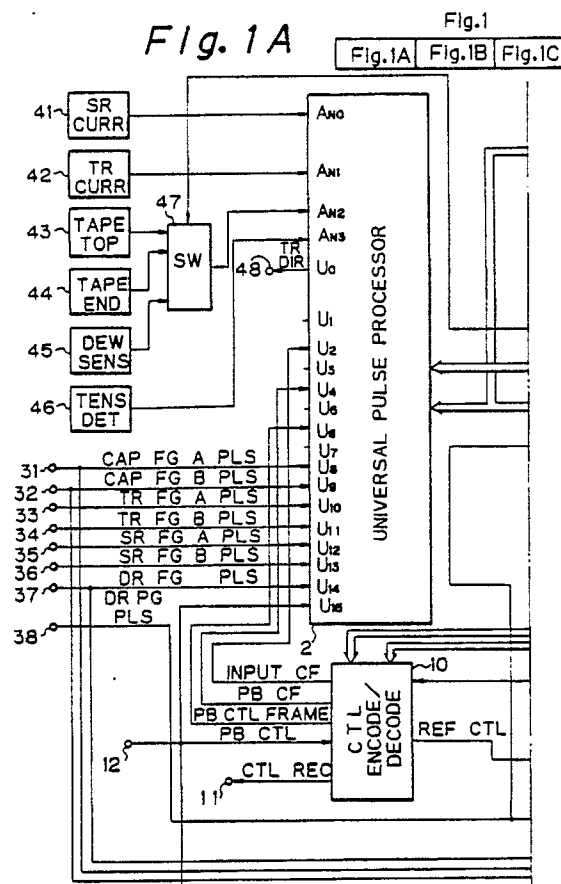 Fig. 1A
Fig.1
Fig.1A Fig.1B Fig.1C
41 SR CURR
42 TR CURR
43 TAPE TOP
44 TAPE END
45 DEW SENS
46 TENS DET
47
SW
48
TR DIR
AN0
AN1
AN2
AN3
U0
U1
U2
U3
U4
U5
U6
U7
U8
U9
U10
U11
U12
U13
U14
U15
UNIVERSAL PULSE PROCESSOR
2
31 CAP FG A PLS
32 CAP FG B PLS
33 TR FG A PLS
34 TR FG B PLS
35 SR FG A PLS
36 SR FG B PLS
37 DR FG PLS
38 DR PG PLS
INPUT CF
PB CF
PB CTL FRAME
12 PB CTL
11 CTL REC
10
CTL ENCODE/DECODE
REF CTL